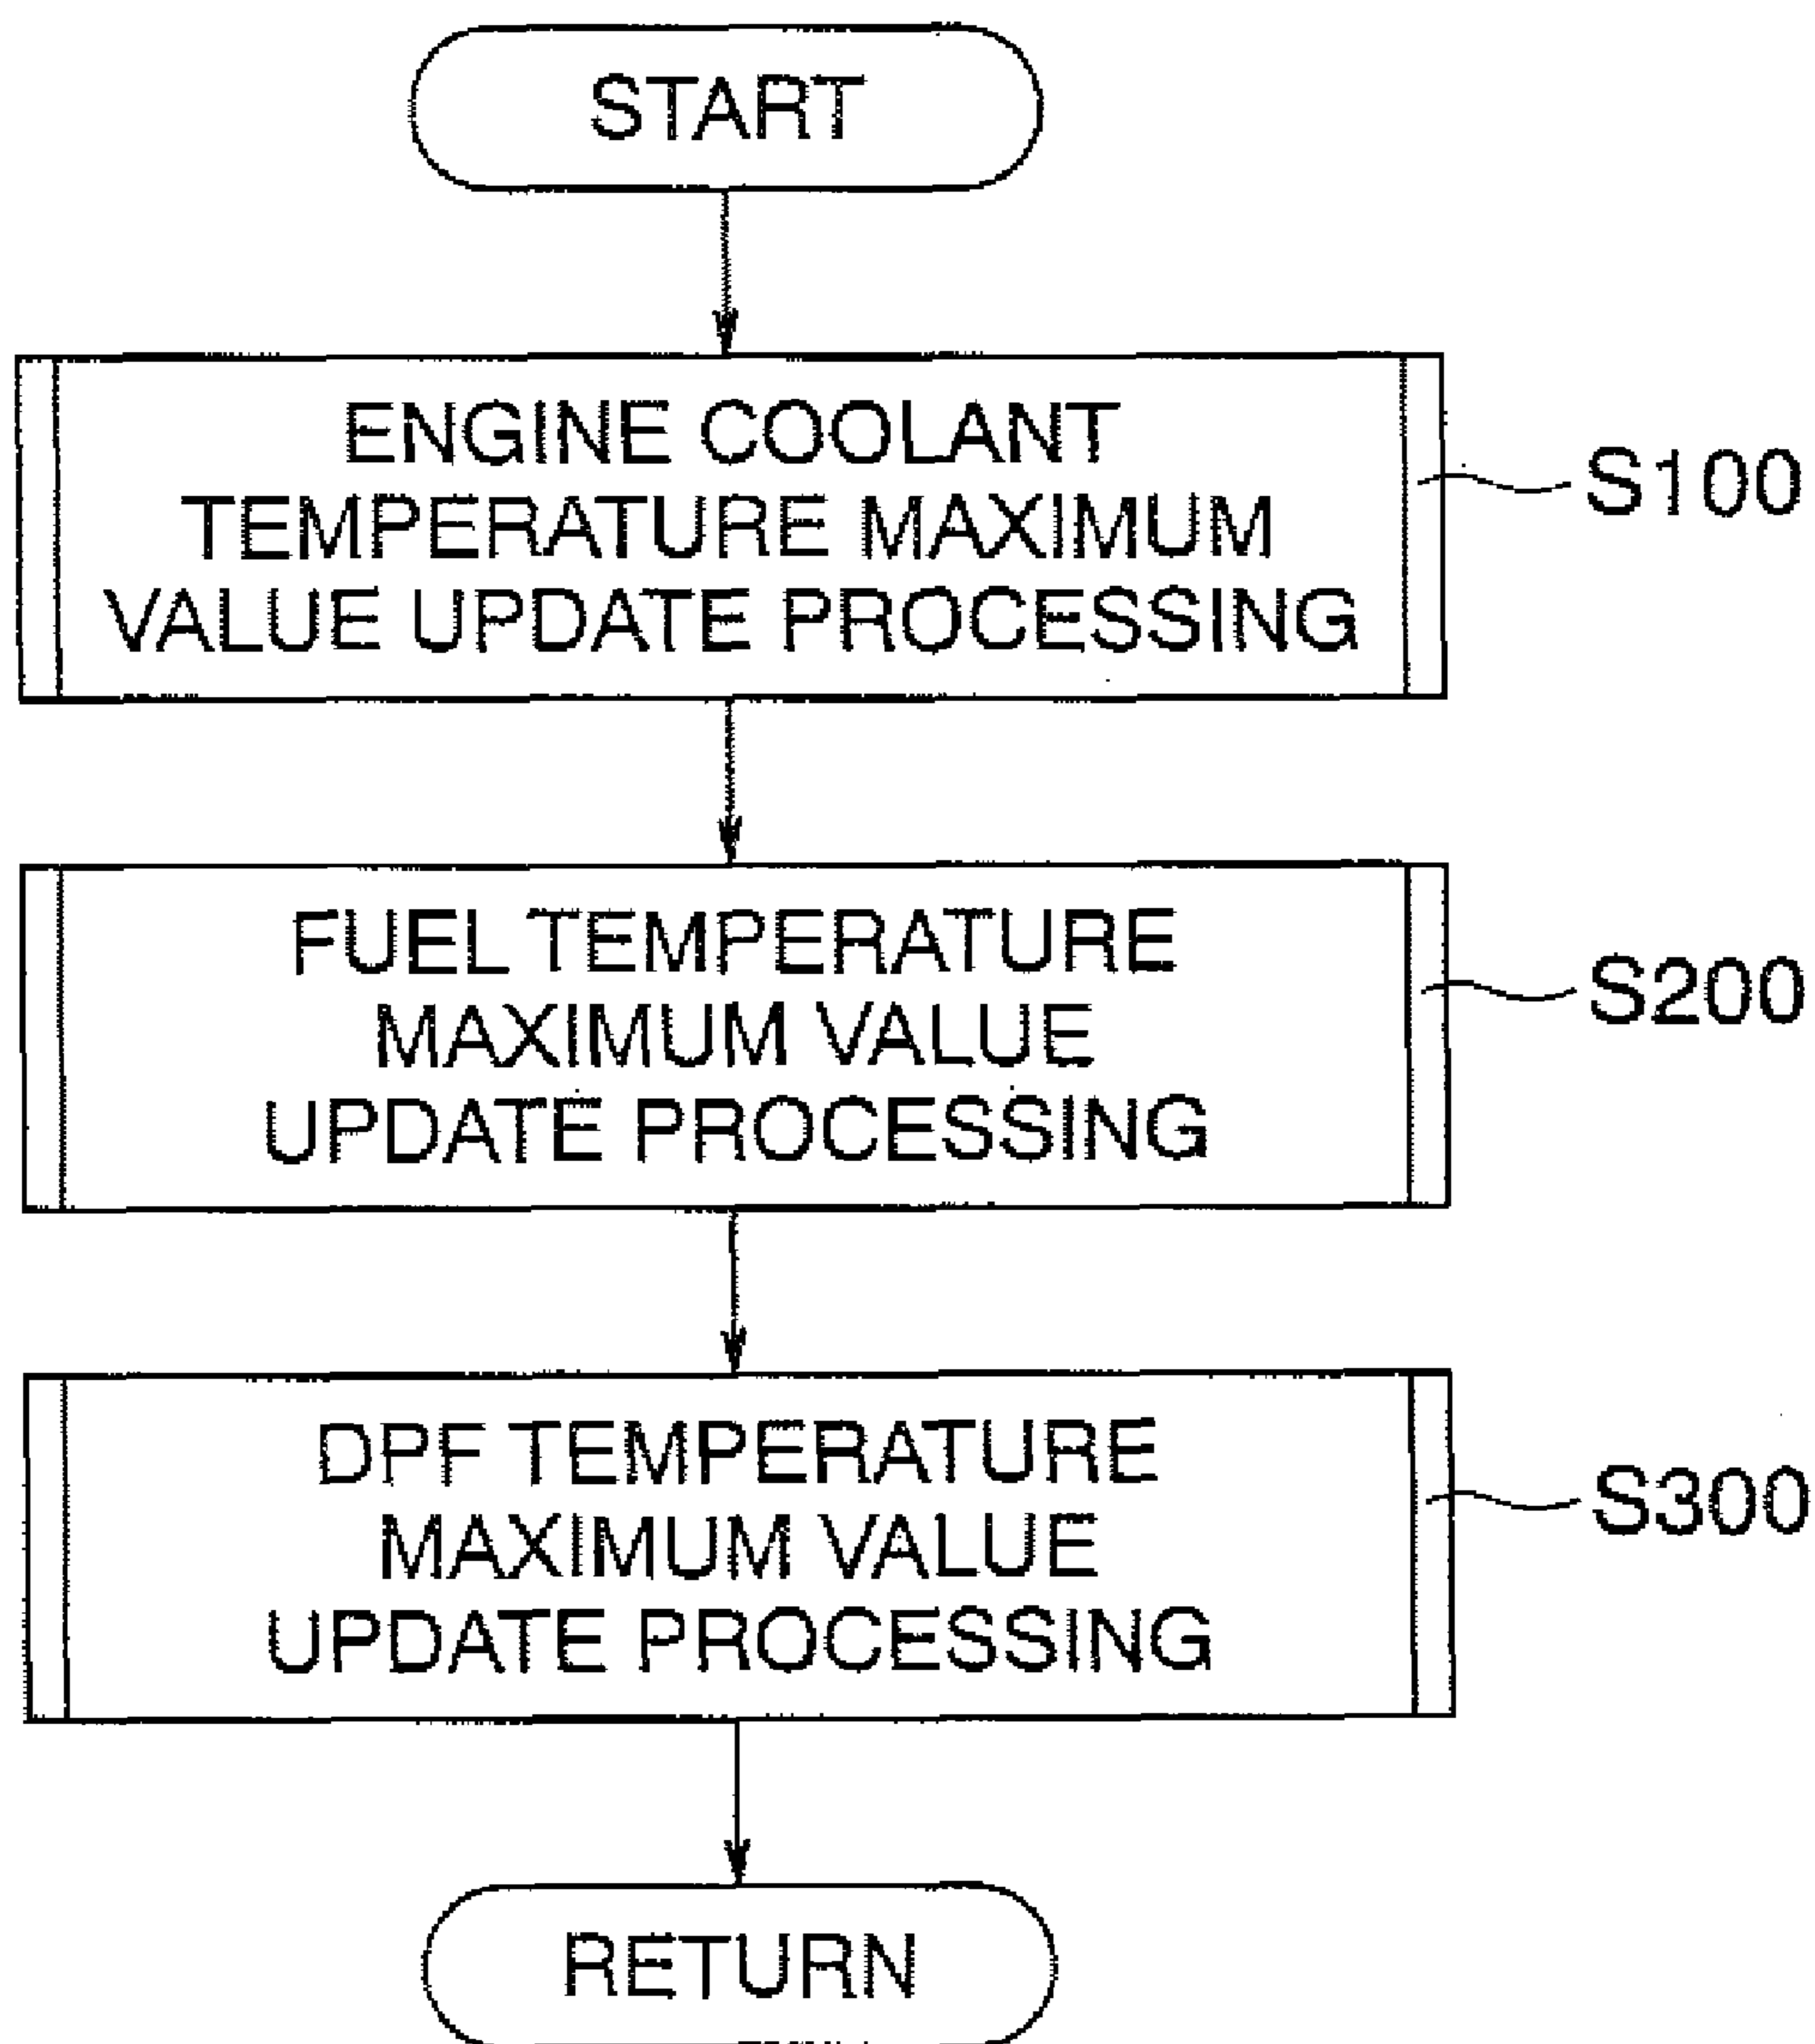 START
ENGINE COOLANT
TEMPERATURE MAXIMUM
VALUE UPDATE PROCESSING
S100
FUEL TEMPERATURE
MAXIMUM VALUE
UPDATE PROCESSING
S200
DPF TEMPERATURE
MAXIMUM VALUE
UPDATE PROCESSING
S300
RETURN